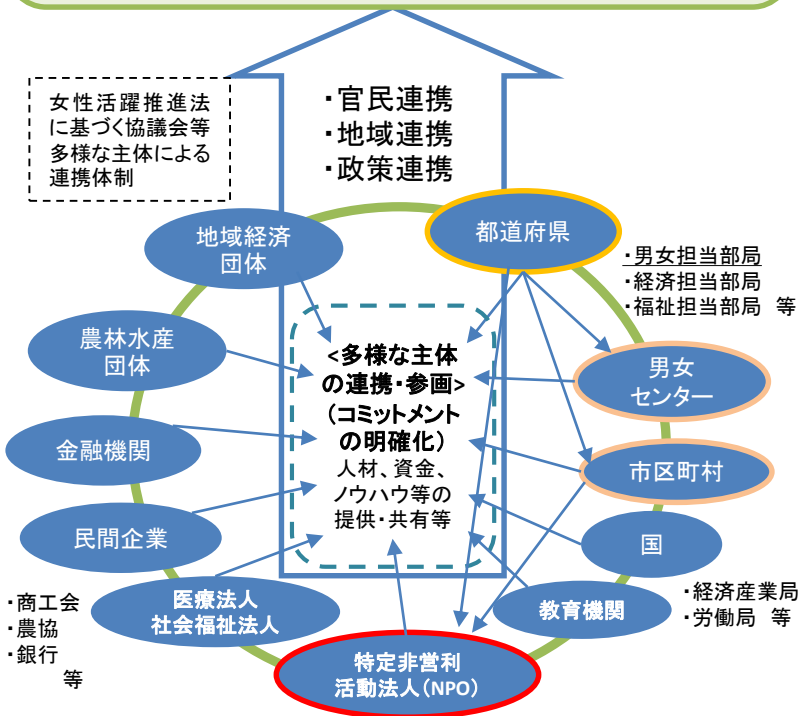 女性活躍推進法
に基づく協議会等
多様な主体による
連携体制
・官民連携
・地域連携
・政策連携
地域経済
団体
都道府県
・男女担当部局
・経済担当部局
・福祉担当部局 等
農林水産
団体
<多様な主体
の連携・参画>
(コミットメント
の明確化)
人材、資金、
ノウハウ等の
提供・共有等
男女
センター
金融機関
市区町村
民間企業
国
・経済産業局
・労働局 等
・商工会
・農協
・銀行
等
医療法人
社会福祉法人
教育機関
特定非営利
活動法人(NPO)